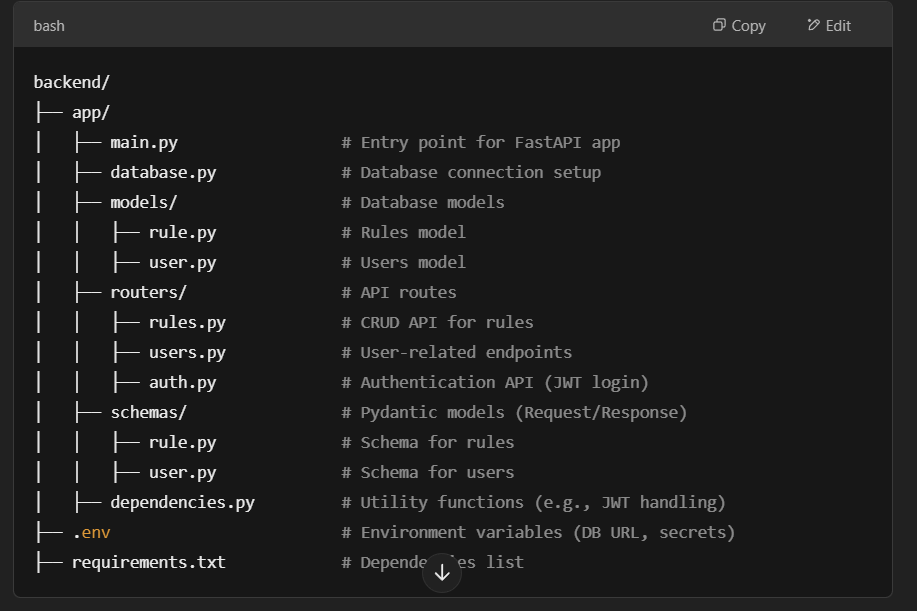 bash Copy Edit
backend/
├── app/
│   ├── main.py # Entry point for FastAPI app
│   ├── database.py # Database connection setup
│   ├── models/ # Database models
│   │   ├── rule.py # Rules model
│   │   ├── user.py # Users model
│   ├── routers/ # API routes
│   │   ├── rules.py # CRUD API for rules
│   │   ├── users.py # User-related endpoints
│   │   ├── auth.py # Authentication API (JWT login)
│   ├── schemas/ # Pydantic models (Request/Response)
│   │   ├── rule.py # Schema for rules
│   │   ├── user.py # Schema for users
│   ├── dependencies.py # Utility functions (e.g., JWT handling)
├── .env # Environment variables (DB URL, secrets)
├── requirements.txt # list